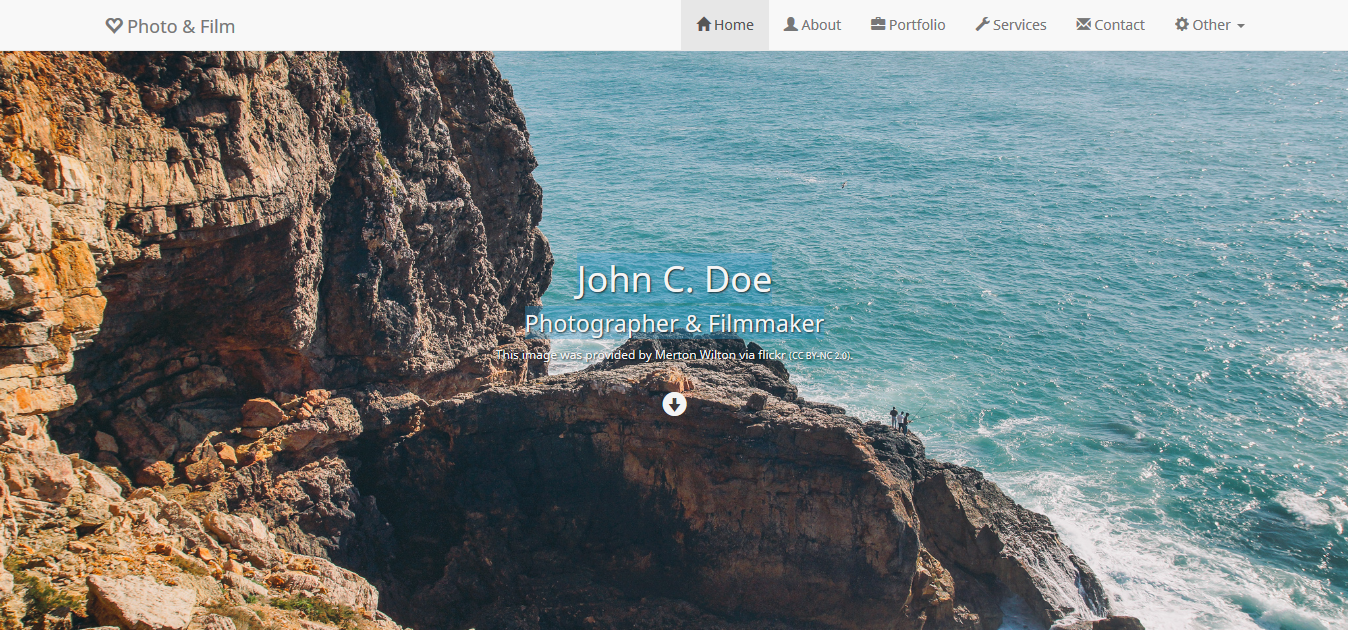 Photo & Film
Home
About
Portfolio
Services
Contact
Other
John C. Doe
Photographer & Filmmaker
This image was provided by Merton Wilton via flickr (CC BY-NC 2.0).